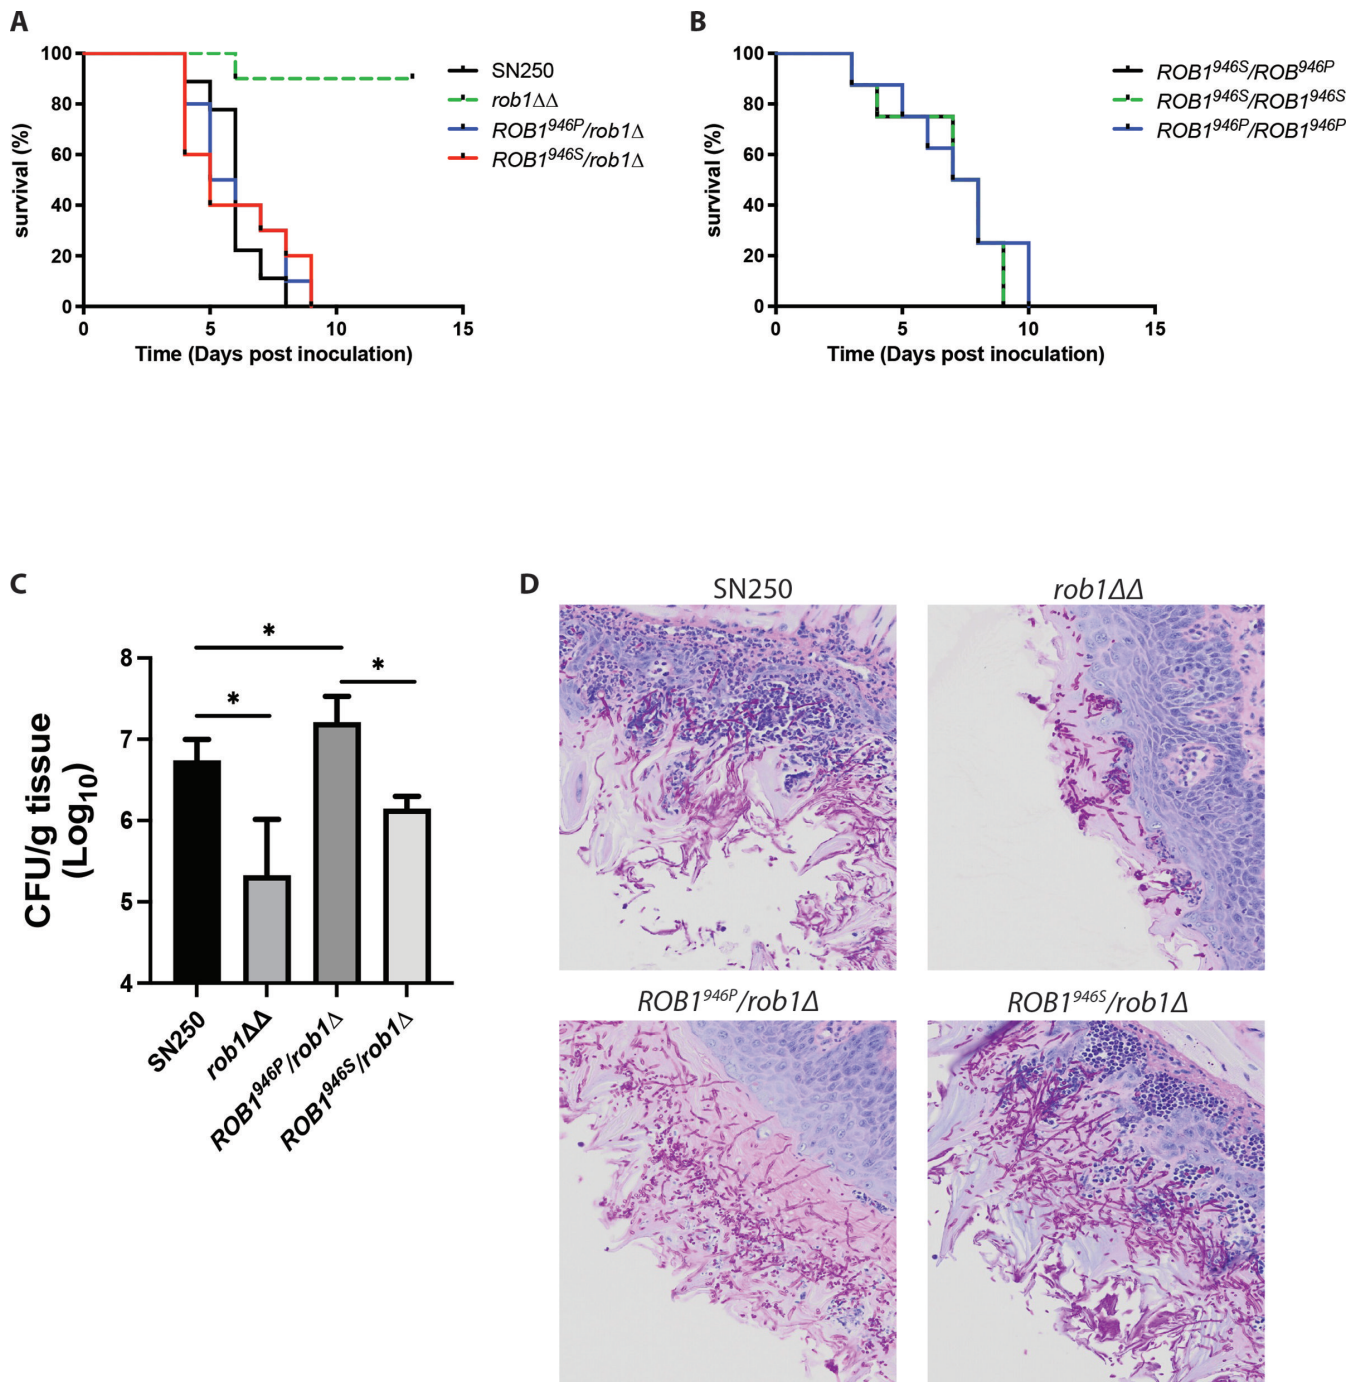 A
100
80
60
40
20
0
survival (%)
0 5 10 15
Time (Days post inoculation)
SN250
rob1ΔΔ
ROB1946P/rob1Δ
ROB1946S/rob1Δ
B
100
80
60
40
20
0
survival (%)
0 5 10 15
Time (Days post inoculation)
ROB1946S/ROB946P
ROB1946S/ROB1946S
ROB1946P/ROB1946P
C
8
7
6
5
4
CFU/g tissue
(Log10)
*
*
*
SN250
rob1ΔΔ
ROB1946P/rob1Δ
ROB1946S/rob1Δ
D
SN250
rob1ΔΔ
ROB1946P/rob1Δ
ROB1946S/rob1Δ